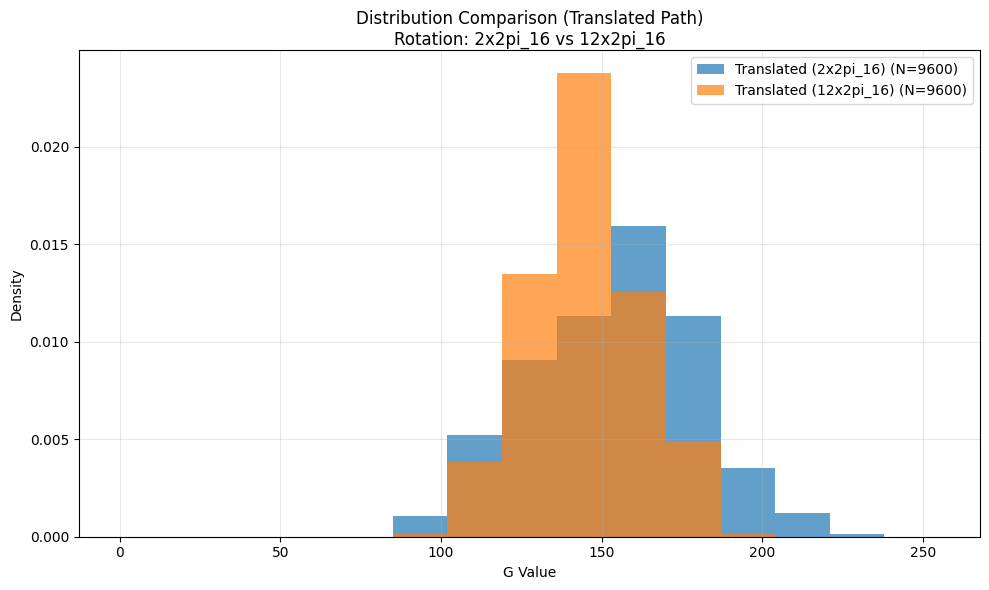 Distribution Comparison (Translated Path)
Rotation: 2x2pi_16 vs 12x2pi_16
Translated (2x2pi_16) (N=9600)
Translated (12x2pi_16) (N=9600)
0.020
0.015
0.010
0.005
0.000
Density
0 50 100 150 200 250
G Value